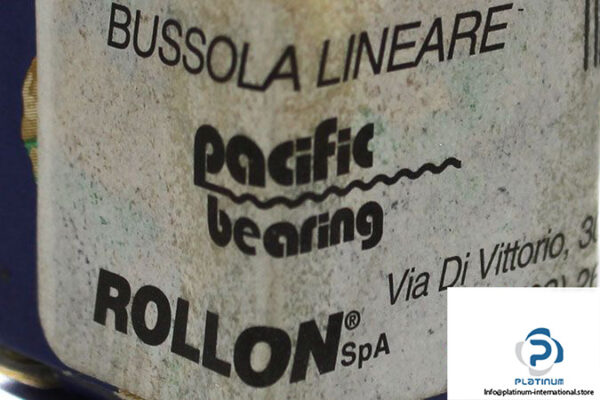 BUSSOLA LINEARE
pacific
bearing
ROLLON® SpA
Via Di Vittorio,
PLATINUM
Info@platinum-international.store